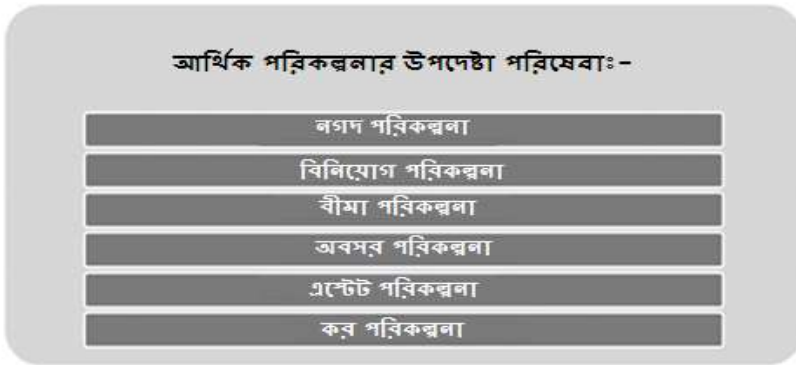 আর্থিক পরিকল্পনার উপদেষ্টা পরিষেবাঃ-
নগদ পরিকল্পনা
বিনিয়োগ পরিকল্পনা
বীমা পরিকল্পনা
অবসর পরিকল্পনা
এস্টেট পরিকল্পনা
কর পরিকল্পনা